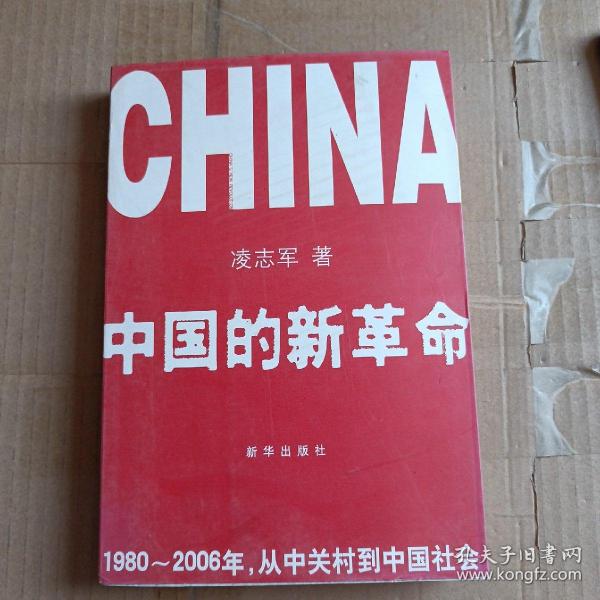 CHINA
凌志军 著
中国的新革命
新华出版社
1980～2006年，从中关村到中国社会
孔夫子旧书网
www.kongfz.com